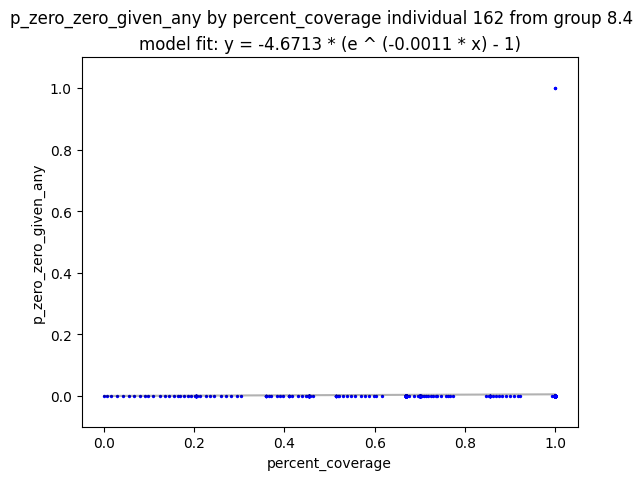 p_zero_zero_given_any by percent_coverage individual 162 from group 8.4
model fit: y = -4.6713 * (e ^ (-0.0011 * x) - 1)
1.0
0.8
0.6
0.4
0.2
0.0
p_zero_zero_given_any
0.0 0.2 0.4 0.6 0.8 1.0
percent_coverage